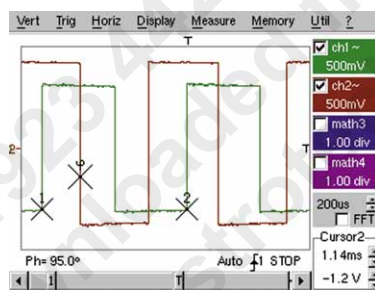 Vert Trig Horiz Display Measure Memory Util ?
T
ch1~
500mV
ch2~
500mV
math3
1.00 div
math4
1.00 div
2-
T
1
2
200us
FFT
Cursor2
1.14ms
-1.2 V
Ph= 95.0º
Auto 1 STOP
1
T